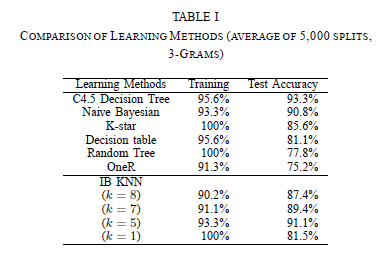 TABLE I
COMPARISON OF LEARNING METHODS (AVERAGE OF 5,000 SPLITS,
3-GRAMS)
Learning Methods Training Test Accuracy
C4.5 Decision Tree 95.6% 93.3%
Naive Bayesian 93.3% 90.8%
K-star 100% 85.6%
Decision table 95.6% 81.1%
Random Tree 100% 77.8%
OneR 91.3% 75.2%
IB KNN
(k = 8) 90.2% 87.4%
(k = 7) 91.1% 89.4%
(k = 5) 93.3% 91.1%
(k = 1) 100% 81.5%